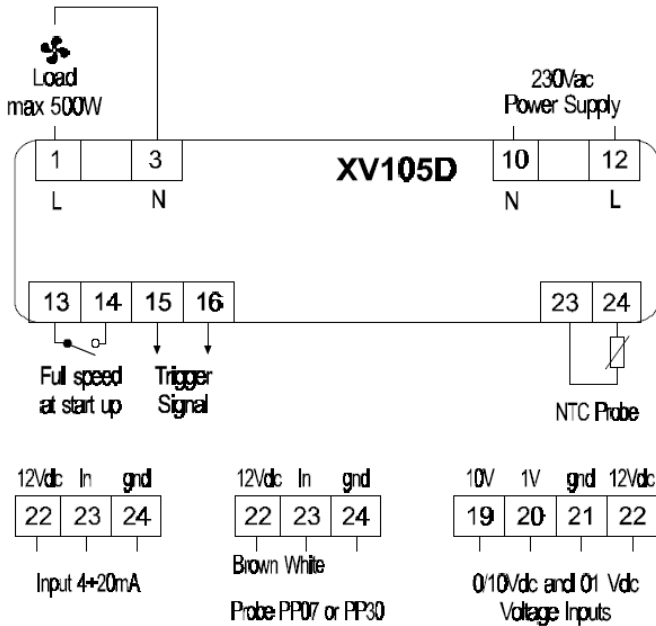 Load
max 500W
230Vac
Power Supply
1 3 XV105D 10 12
L N N L
13 14 15 16 23 24
Full speed
at start up
Trigger
Signal
NTC Probe
12Vdc In gnd
22 23 24
Input 4÷20mA
12Vdc In gnd
22 23 24
Brown White
Probe PP07 or PP30
10V 1V gnd 12Vdc
19 20 21 22
0/10Vdc and 01 Vdc
Voltage Inputs